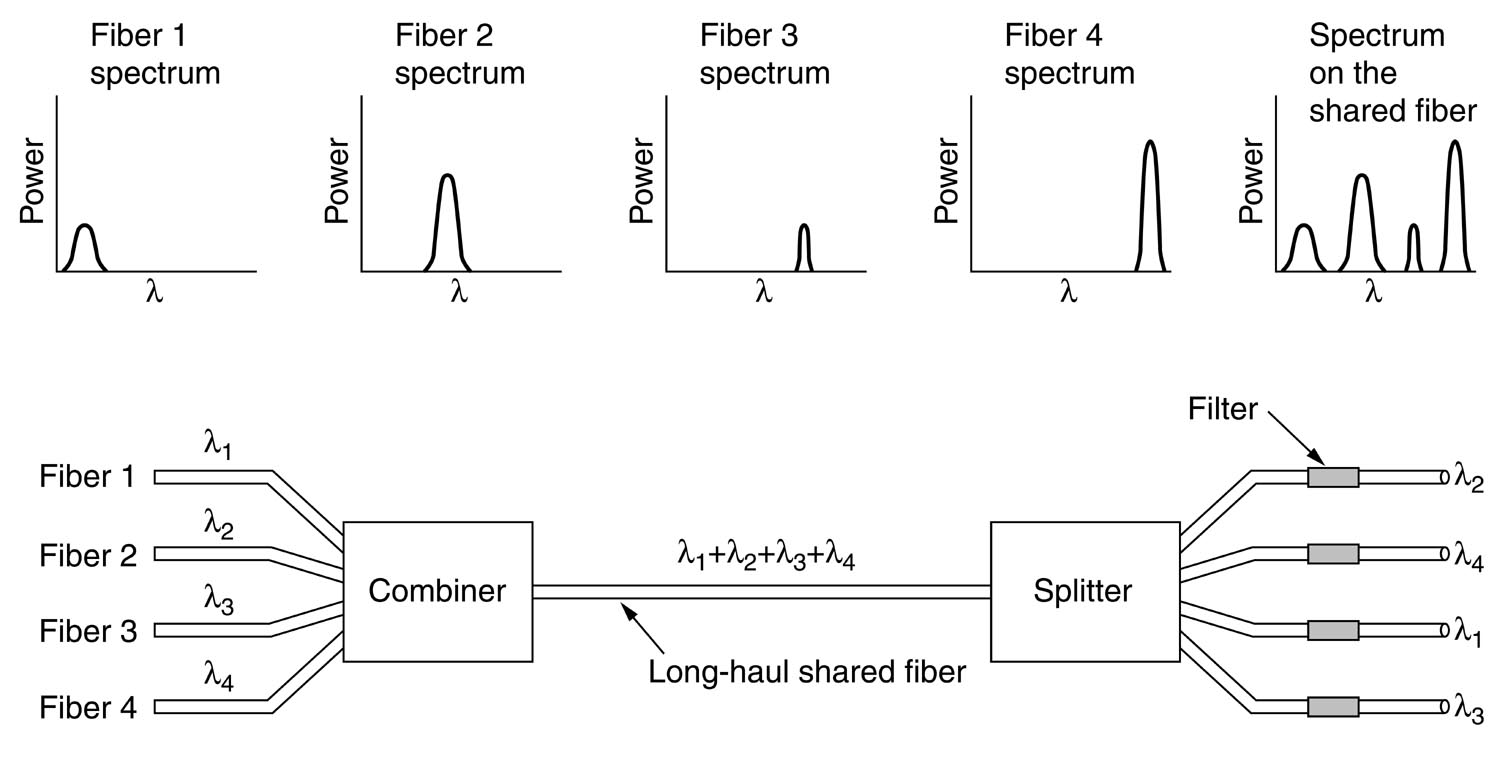 Fiber 1
spectrum
Fiber 2
spectrum
Fiber 3
spectrum
Fiber 4
spectrum
Spectrum
on the
shared fiber
Power
λ
Power
λ
Power
λ
Power
λ
Power
λ
Filter
Fiber 1
λ1
Fiber 2
λ2
Fiber 3
λ3
Fiber 4
λ4
Combiner
λ1+λ2+λ3+λ4
Long-haul shared fiber
Splitter
λ2
λ4
λ1
λ3